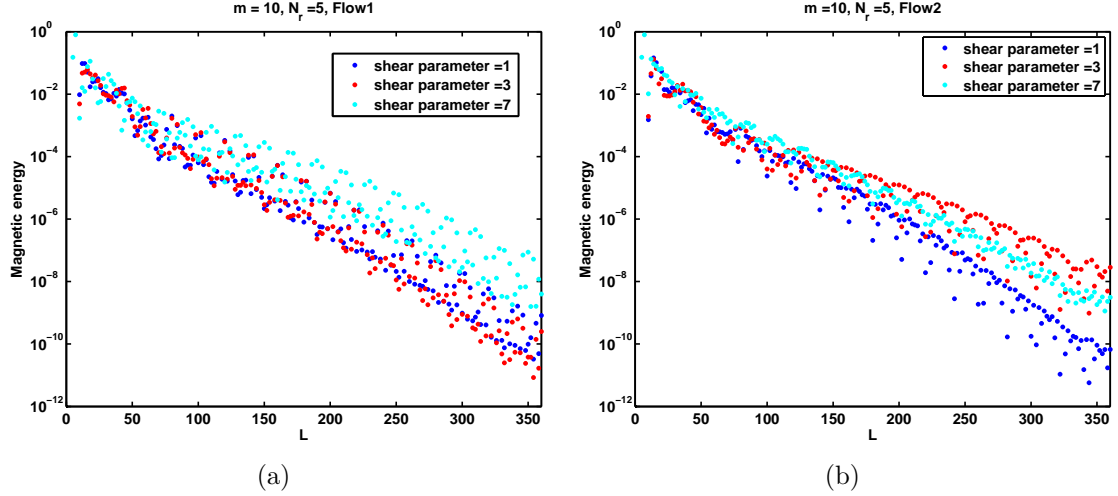 m = 10, N_r =5, Flow1
10^0
10^-2
10^-4
10^-6
10^-8
10^-10
10^-12
Magnetic energy
shear parameter =1
shear parameter =3
shear parameter =7
0 50 100 150 200 250 300 350
L
(a)
m =10, N_r =5, Flow2
10^0
10^-2
10^-4
10^-6
10^-8
10^-10
10^-12
Magnetic energy
shear parameter =1
shear parameter =3
shear parameter =7
0 50 100 150 200 250 300 350
L
(b)